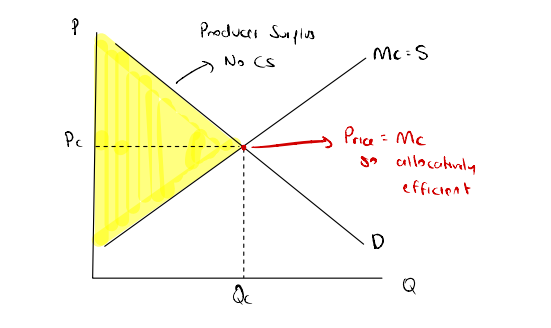 P
Producer Surplus
No CS
MC = S
Pc
Price = MC
so allocatively
efficient
D
Qc
Q